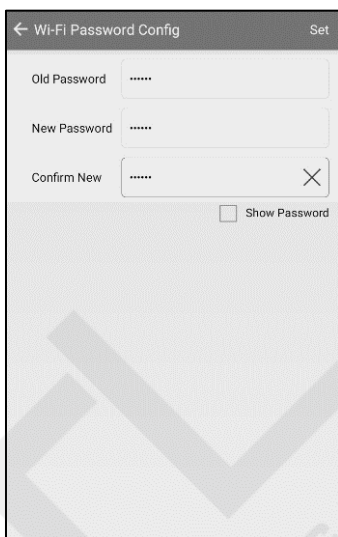 ← Wi-Fi Password Config Set
Old Password ······
New Password ······
Confirm New ······
Show Password